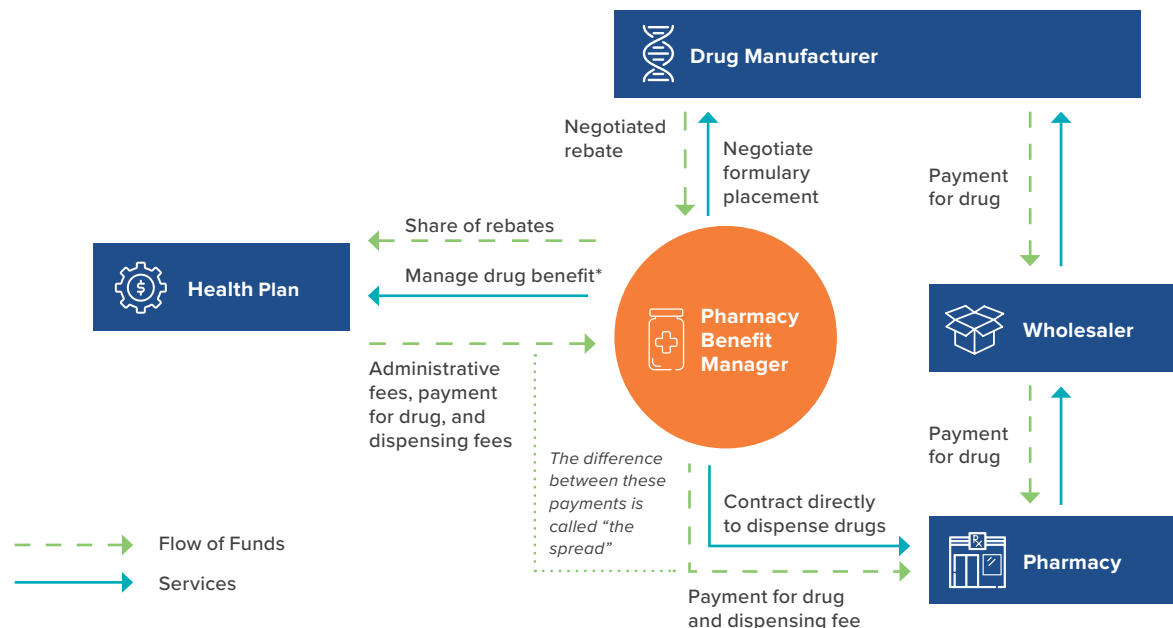 Drug Manufacturer
Negotiated
rebate
Negotiate
formulary
placement
Payment
for drug
Share of rebates
Manage drug benefit*
$
Health Plan
Pharmacy
Benefit
Manager
Wholesaler
Administrative
fees, payment
for drug, and
dispensing fees
Payment
for drug
The difference
between these
payments is
called “the
spread”
Contract directly
to dispense drugs
Flow of Funds
Services
Rx
Pharmacy
Payment for drug
and dispensing fee